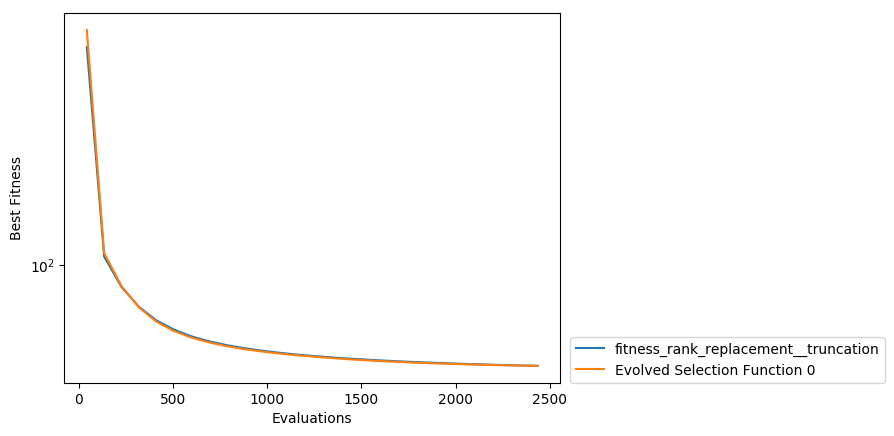 Best Fitness
10²
0
500
1000
1500
2000
2500
Evaluations
fitness_rank_replacement__truncation
Evolved Selection Function 0